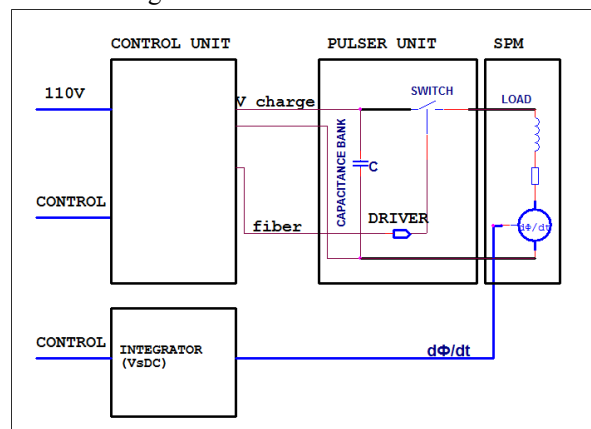 CONTROL UNIT
PULSER UNIT
SPM
110V
V charge
SWITCH
LOAD
CAPACITANCE BANK
C
CONTROL
fiber
DRIVER
dΦ/dt
CONTROL
INTEGRATOR
(VsDC)
dΦ/dt